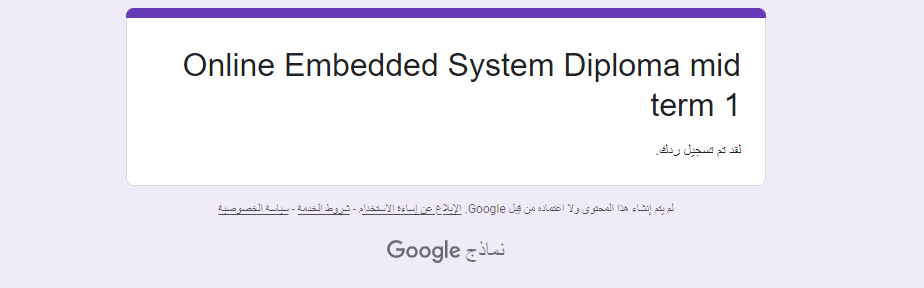 Online Embedded System Diploma mid
term 1
لقد تم تسجيل ردك.
لم يتم إنشاء هذا المحتوى ولا اعتماده من قِبل Google. الإبلاغ عن إساءة الاستخدام - شروط الخدمة - سياسة الخصوصية
نماذج Google